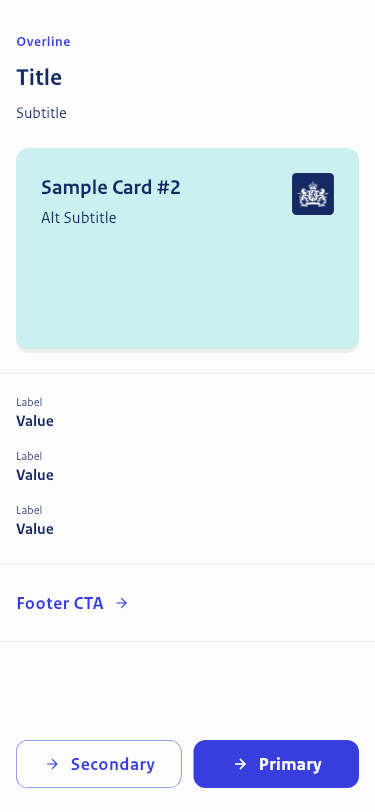 Overline
Title
Subtitle
Sample Card #2
Alt Subtitle
Label
Value
Label
Value
Label
Value
Footer CTA
Secondary
Primary